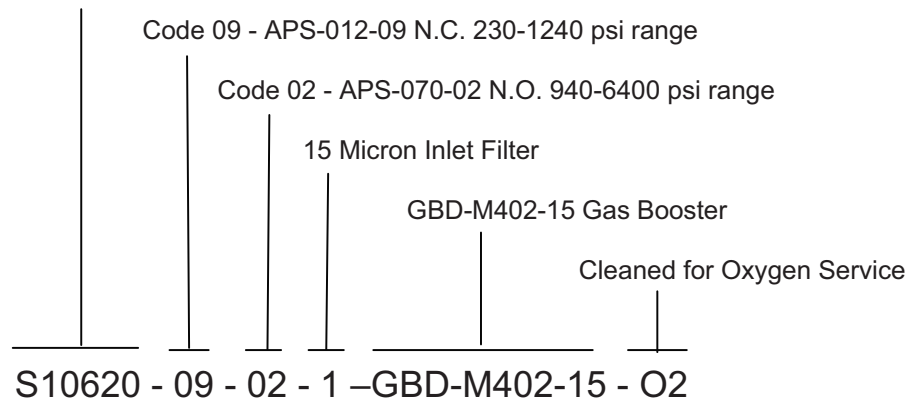 Code 09 - APS-012-09 N.C. 230-1240 psi range
Code 02 - APS-070-02 N.O. 940-6400 psi range
15 Micron Inlet Filter
GBD-M402-15 Gas Booster
Cleaned for Oxygen Service
S10620 - 09 - 02 - 1 –GBD-M402-15 - O2